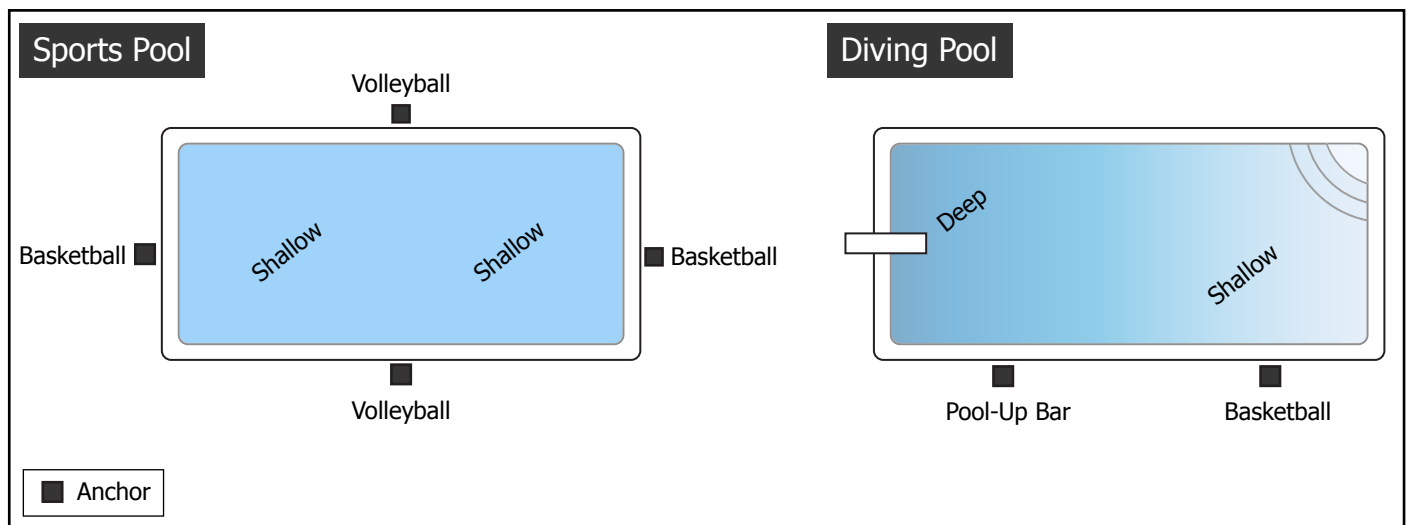 Sports Pool
Volleyball
Basketball
Shallow
Shallow
Basketball
Volleyball
Anchor
Diving Pool
Deep
Shallow
Pool-Up Bar
Basketball